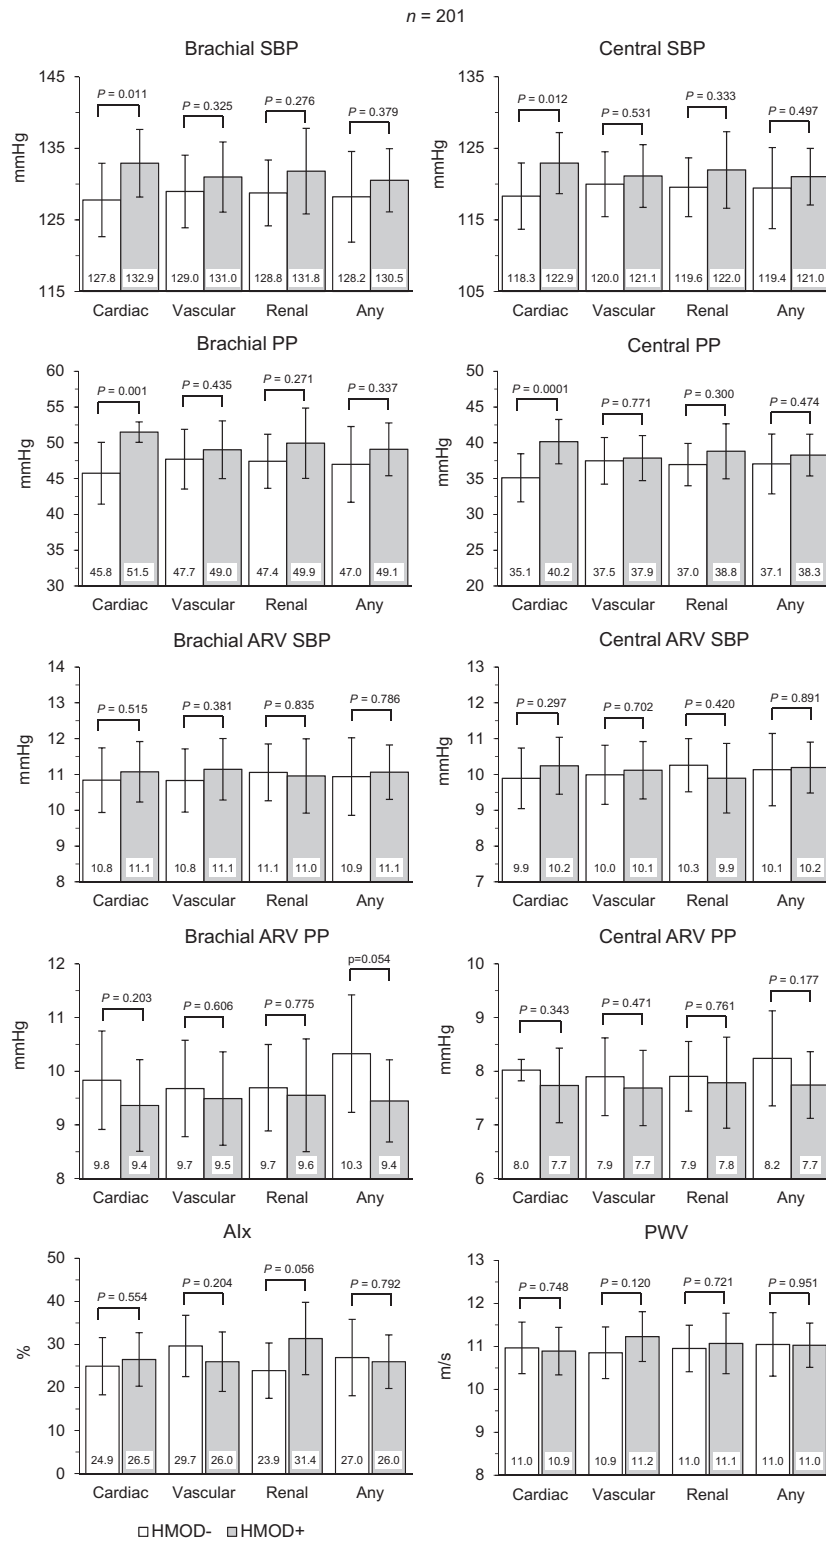 n = 201
Brachial SBP
mmHg
145
135
125
115
P = 0.011
P = 0.325
P = 0.276
P = 0.379
127.8 132.9 129.0 131.0 128.8 131.8 128.2 130.5
Cardiac Vascular Renal Any
Central SBP
mmHg
135
125
115
105
P = 0.012
P = 0.531
P = 0.333
P = 0.497
118.3 122.9 120.0 121.1 119.6 122.0 119.4 121.0
Cardiac Vascular Renal Any
Brachial PP
mmHg
60
55
50
45
40
35
30
P = 0.001
P = 0.435
P = 0.271
P = 0.337
45.8 51.5 47.7 49.0 47.4 49.9 47.0 49.1
Cardiac Vascular Renal Any
Central PP
mmHg
50
45
40
35
30
25
20
P = 0.0001
P = 0.771
P = 0.300
P = 0.474
35.1 40.2 37.5 37.9 37.0 38.8 37.1 38.3
Cardiac Vascular Renal Any
Brachial ARV SBP
mmHg
14
13
12
11
10
9
8
P = 0.515
P = 0.381
P = 0.835
P = 0.786
10.8 11.1 10.8 11.1 11.1 11.0 10.9 11.1
Cardiac Vascular Renal Any
Central ARV SBP
mmHg
13
12
11
10
9
8
7
P = 0.297
P = 0.702
P = 0.420
P = 0.891
9.9 10.2 10.0 10.1 10.3 9.9 10.1 10.2
Cardiac Vascular Renal Any
Brachial ARV PP
mmHg
12
11
10
9
8
P = 0.203
P = 0.606
P = 0.775
p=0.054
9.8 9.4 9.7 9.5 9.7 9.6 10.3 9.4
Cardiac Vascular Renal Any
Central ARV PP
mmHg
10
9
8
7
6
P = 0.343
P = 0.471
P = 0.761
P = 0.177
8.0 7.7 7.9 7.7 7.9 7.8 8.2 7.7
Cardiac Vascular Renal Any
AIx
%
50
40
30
20
10
0
P = 0.554
P = 0.204
P = 0.056
P = 0.792
24.9 26.5 29.7 26.0 23.9 31.4 27.0 26.0
Cardiac Vascular Renal Any
PWV
m/s
13
12
11
10
9
8
P = 0.748
P = 0.120
P = 0.721
P = 0.951
11.0 10.9 10.9 11.2 11.0 11.1 11.0 11.0
Cardiac Vascular Renal Any
HMOD- HMOD+